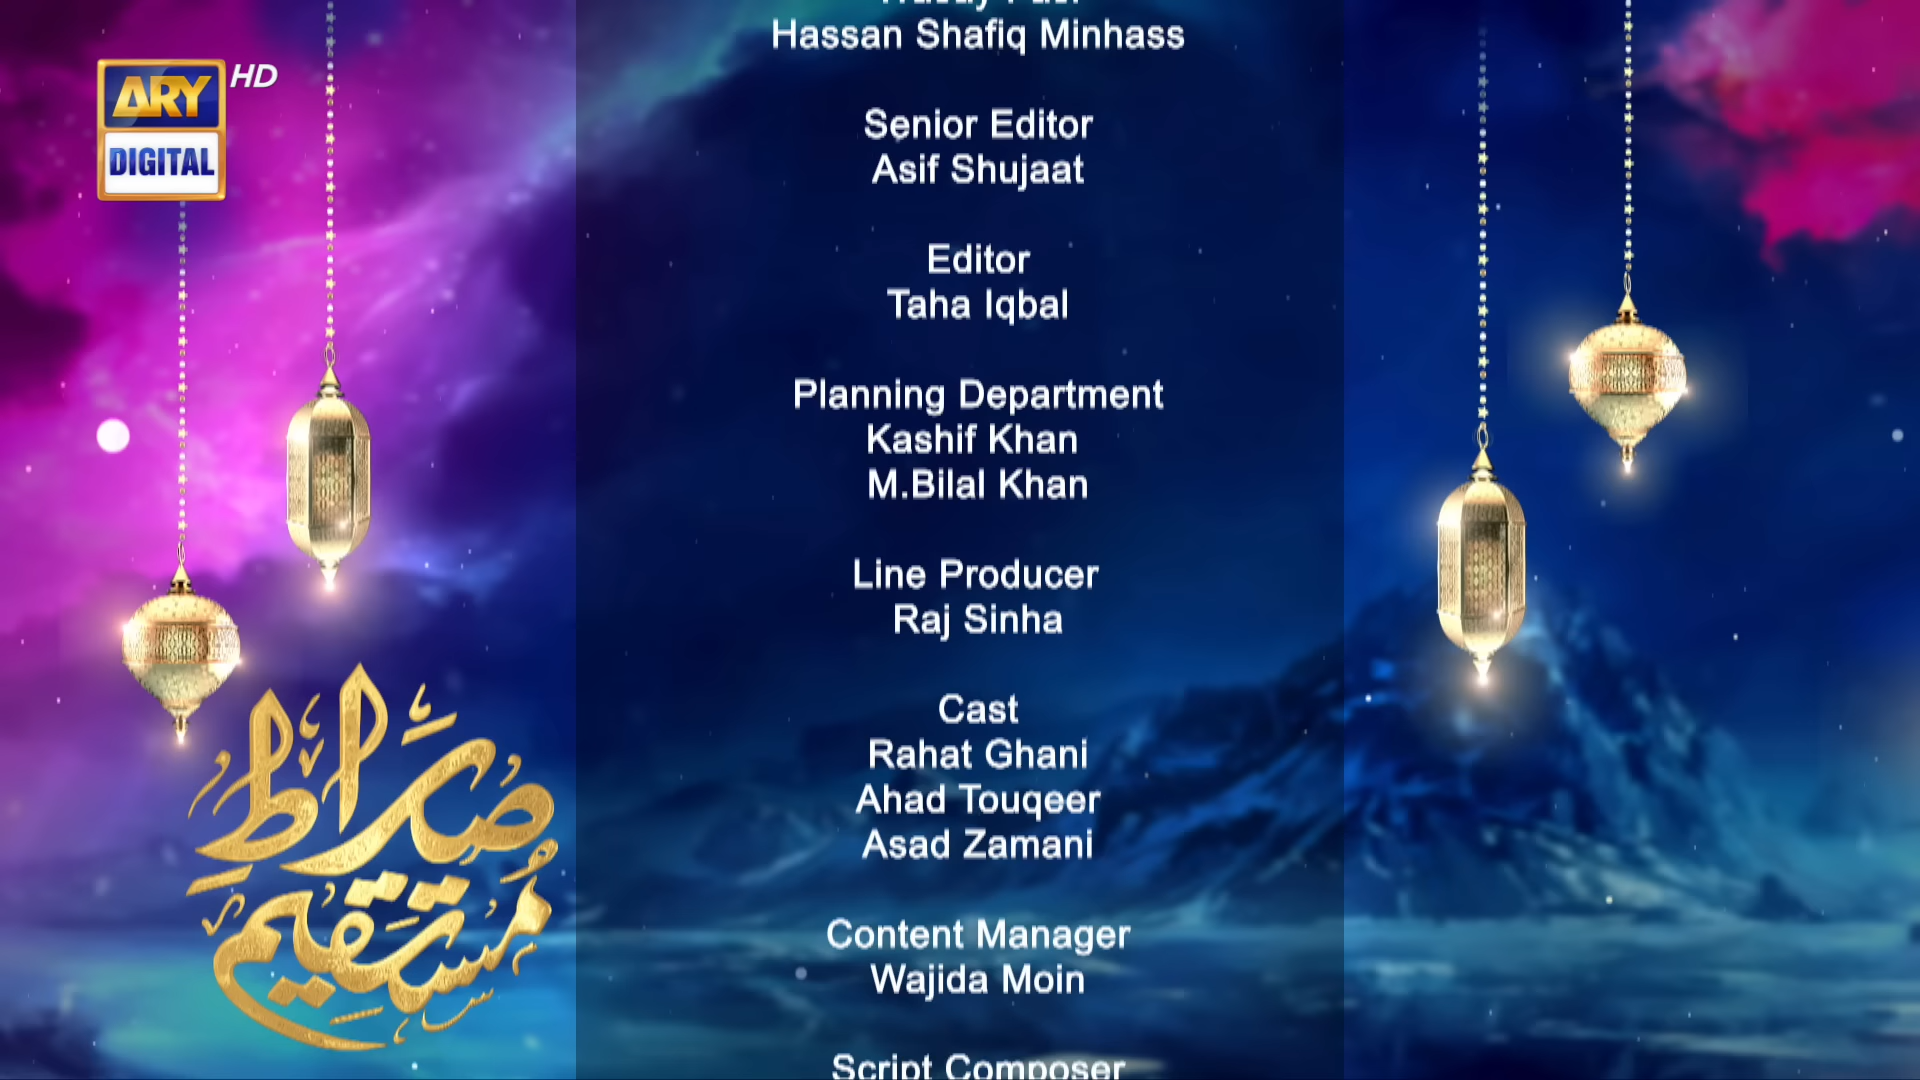 ARY
DIGITAL
HD
Hassan Shafiq Minhass
Senior Editor
Asif Shujaat
Editor
Taha Iqbal
Planning Department
Kashif Khan
M.Bilal Khan
Line Producer
Raj Sinha
Cast
Rahat Ghani
Ahad Touqeer
Asad Zamani
Content Manager
Wajida Moin
Script Composer
صراطِ
مُستقیم